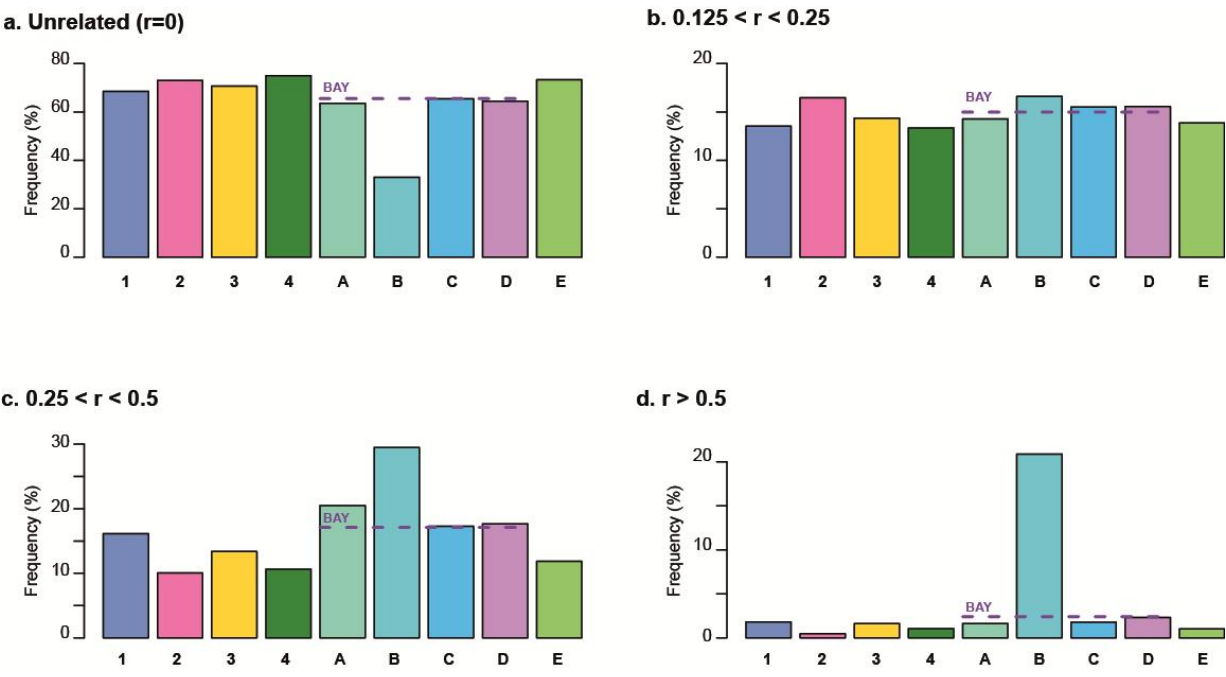 a. Unrelated (r=0)
Frequency (%)
80
60
40
20
0
BAY
1 2 3 4 A B C D E
b. 0.125 < r < 0.25
Frequency (%)
20
10
0
BAY
1 2 3 4 A B C D E
c. 0.25 < r < 0.5
Frequency (%)
30
20
10
0
BAY
1 2 3 4 A B C D E
d. r > 0.5
Frequency (%)
20
10
0
BAY
1 2 3 4 A B C D E